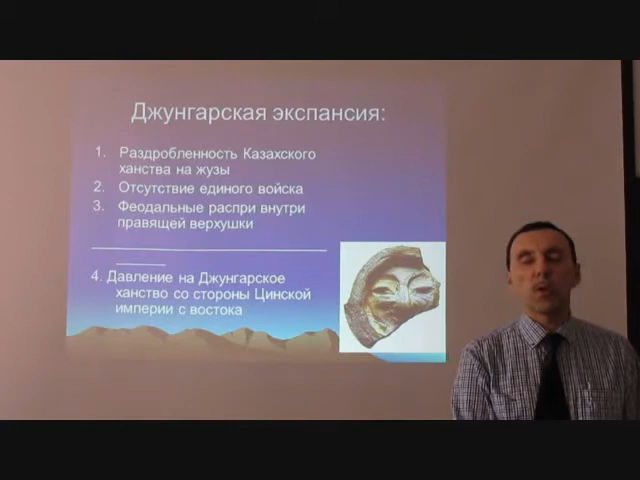 Джунгарская экспансия:
1. Раздробленность Казахского
ханства на жузы
2. Отсутствие единого войска
3. Феодальные распри внутри
правящей верхушки
4. Давление на Джунгарское
ханство со стороны Цинской
империи с востока